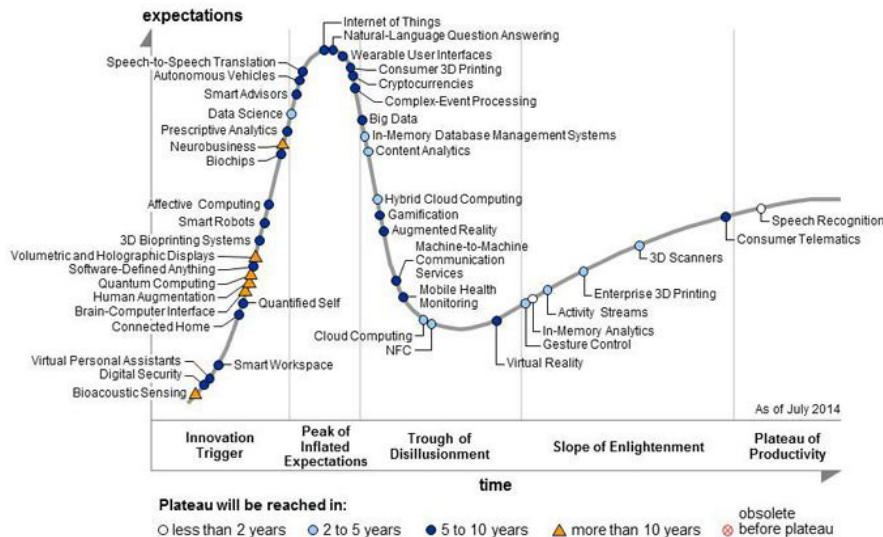 expectations
Internet of Things
Natural-Language Question Answering
Wearable User Interfaces
Speech-to-Speech Translation
Consumer 3D Printing
Autonomous Vehicles
Cryptocurrencies
Smart Advisors
Complex-Event Processing
Data Science
Big Data
Prescriptive Analytics
In-Memory Database Management Systems
Neurobusiness
Content Analytics
Biochips
Hybrid Cloud Computing
Affective Computing
Gamification
Speech Recognition
Smart Robots
Augmented Reality
Consumer Telematics
3D Bioprinting Systems
Machine-to-Machine
Communication
Services
Volumetric and Holographic Displays
3D Scanners
Software-Defined Anything
Quantum Computing
Mobile Health
Monitoring
Enterprise 3D Printing
Human Augmentation
Quantified Self
Brain-Computer Interface
Activity Streams
Connected Home
Cloud Computing
In-Memory Analytics
NFC
Gesture Control
Virtual Personal Assistants
Smart Workspace
Virtual Reality
Digital Security
Bioacoustic Sensing
As of July 2014
Innovation
Trigger
Peak of
Inflated
Expectations
Trough of
Disillusionment
Slope of Enlightenment
Plateau of
Productivity
time
Plateau will be reached in:
less than 2 years
2 to 5 years
5 to 10 years
more than 10 years
obsolete
before plateau